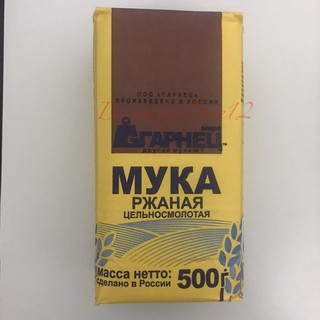 ООО «ГАРНЕЦ»
ПРОИЗВЕДЕНО В РОССИИ
ГАРНЕЦ
МУКА
РЖАНАЯ
ЦЕЛЬНОСМОЛОТАЯ
масса нетто: 500г
сделано в России